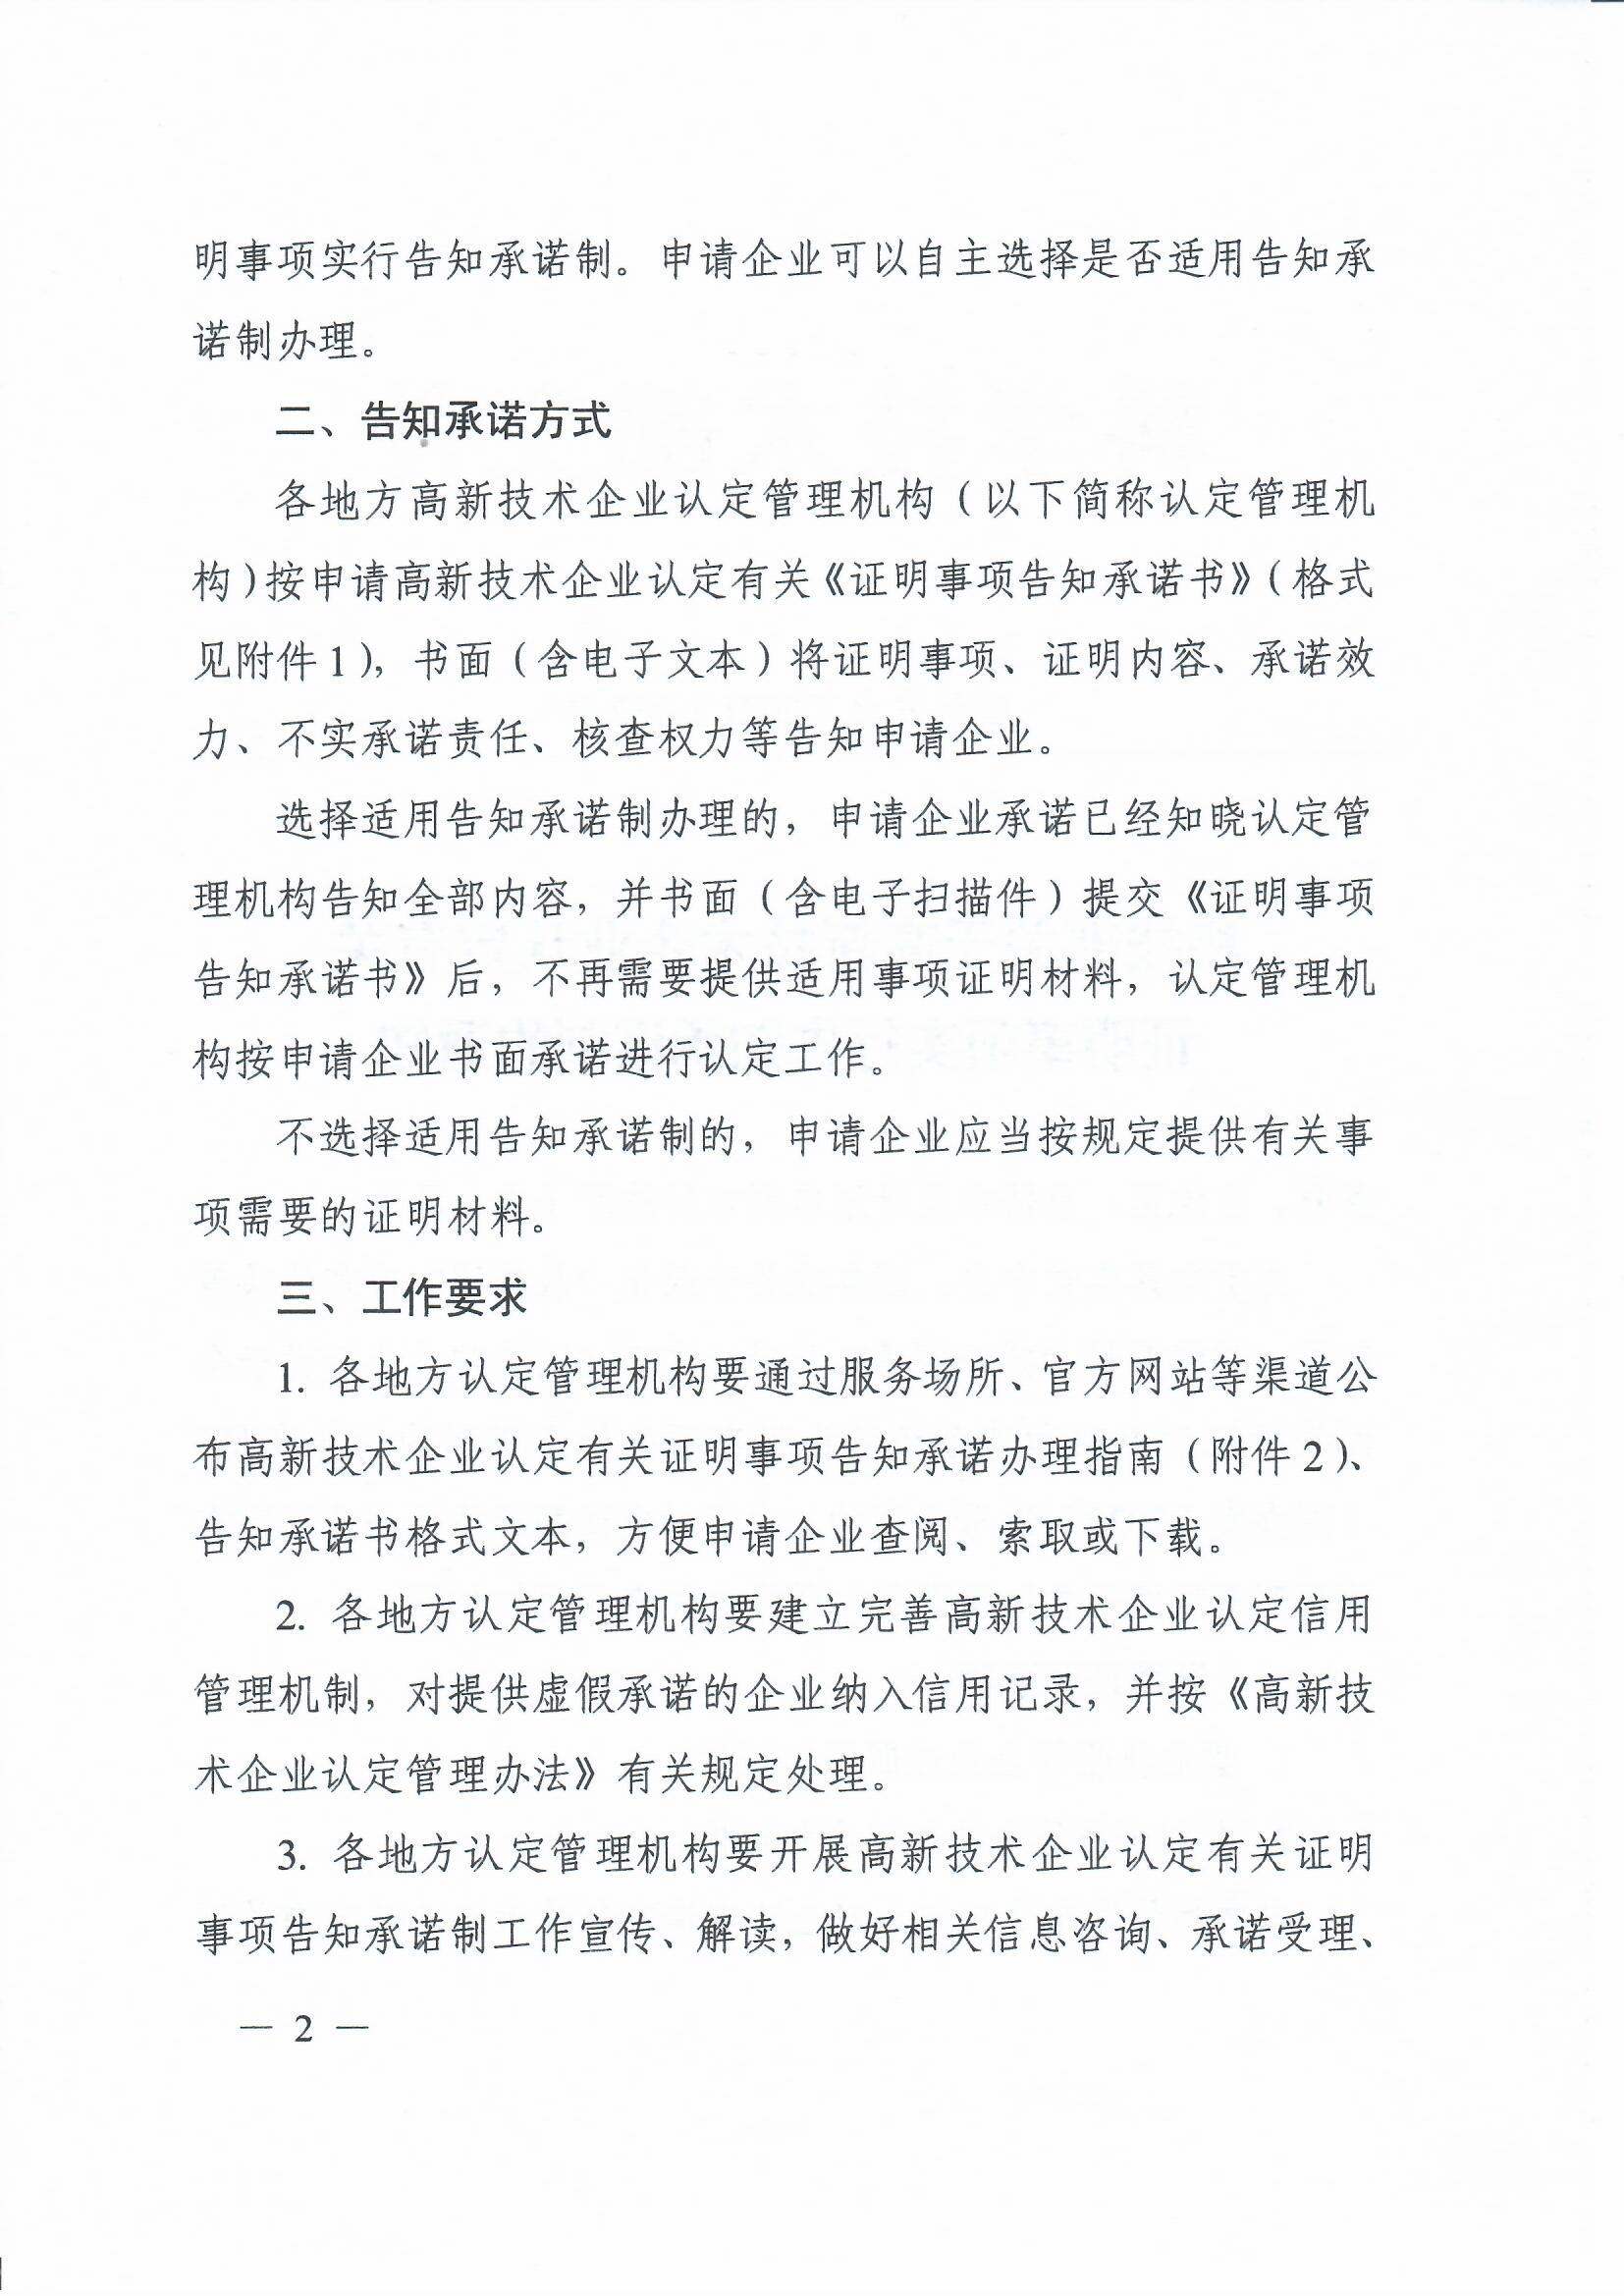 明事项实行告知承诺制。申请企业可以自主选择是否适用告知承
诺制办理。
二、告知承诺方式
各地方高新技术企业认定管理机构（以下简称认定管理机
构）按申请高新技术企业认定有关《证明事项告知承诺书》（格式
见附件1），书面（含电子文本）将证明事项、证明内容、承诺效
力、不实承诺责任、核查权力等告知申请企业。
选择适用告知承诺制办理的，申请企业承诺已经知晓认定管
理机构告知全部内容，并书面（含电子扫描件）提交《证明事项
告知承诺书》后，不再需要提供适用事项证明材料，认定管理机
构按申请企业书面承诺进行认定工作。
不选择适用告知承诺制的，申请企业应当按规定提供有关事
项需要的证明材料。
三、工作要求
1. 各地方认定管理机构要通过服务场所、官方网站等渠道公
布高新技术企业认定有关证明事项告知承诺办理指南（附件2）、
告知承诺书格式文本，方便申请企业查阅、索取或下载。
2. 各地方认定管理机构要建立完善高新技术企业认定信用
管理机制，对提供虚假承诺的企业纳入信用记录，并按《高新技
术企业认定管理办法》有关规定处理。
3. 各地方认定管理机构要开展高新技术企业认定有关证明
事项告知承诺制工作宣传、解读，做好相关信息咨询、承诺受理、
— 2 —